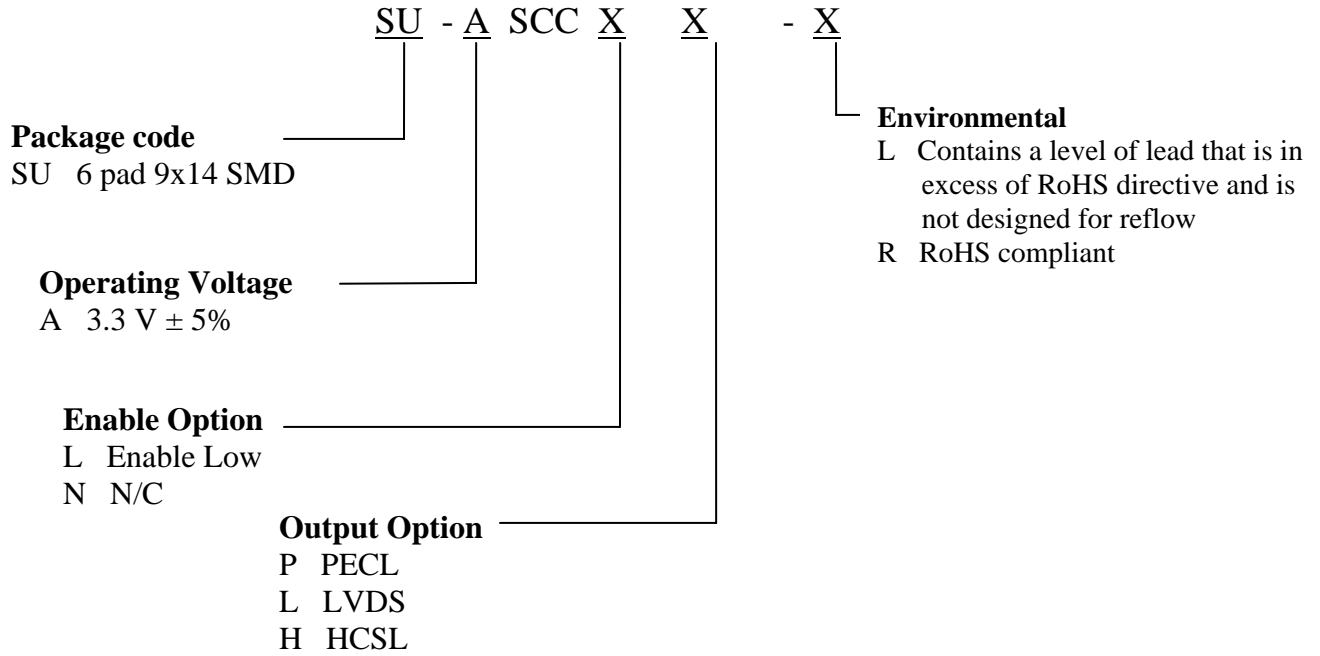 SU - A SCC X X - X
Package code
SU 6 pad 9x14 SMD
Operating Voltage
A 3.3 V ± 5%
Enable Option
L Enable Low
N N/C
Output Option
P PECL
L LVDS
H HCSL
Environmental
L Contains a level of lead that is in
excess of RoHS directive and is
not designed for reflow
R RoHS compliant